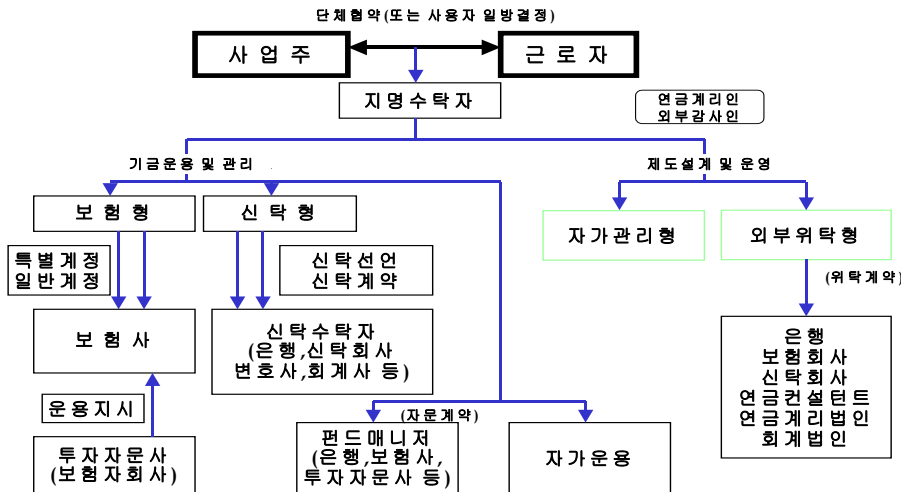 단체협약(또는 사용자 일방결정)
사 업 주
근 로 자
지명수탁자
연금계리인
외부감사인
기금운용 및 관리
제도설계 및 운영
보 험 형
신 탁 형
자가관리형
외부위탁형
특별계정
일반계정
신탁선언
신탁계약
(위탁계약)
보 험 사
신탁수탁자
(은행,신탁회사
변호사,회계사 등)
은행
보험회사
신탁회사
연금컨설턴트
연금계리법인
회계법인
운용지시
(자문계약)
투자자문사
(보험자회사)
펀드매니저
(은행,보험사,
투자자문사 등)
자가운용